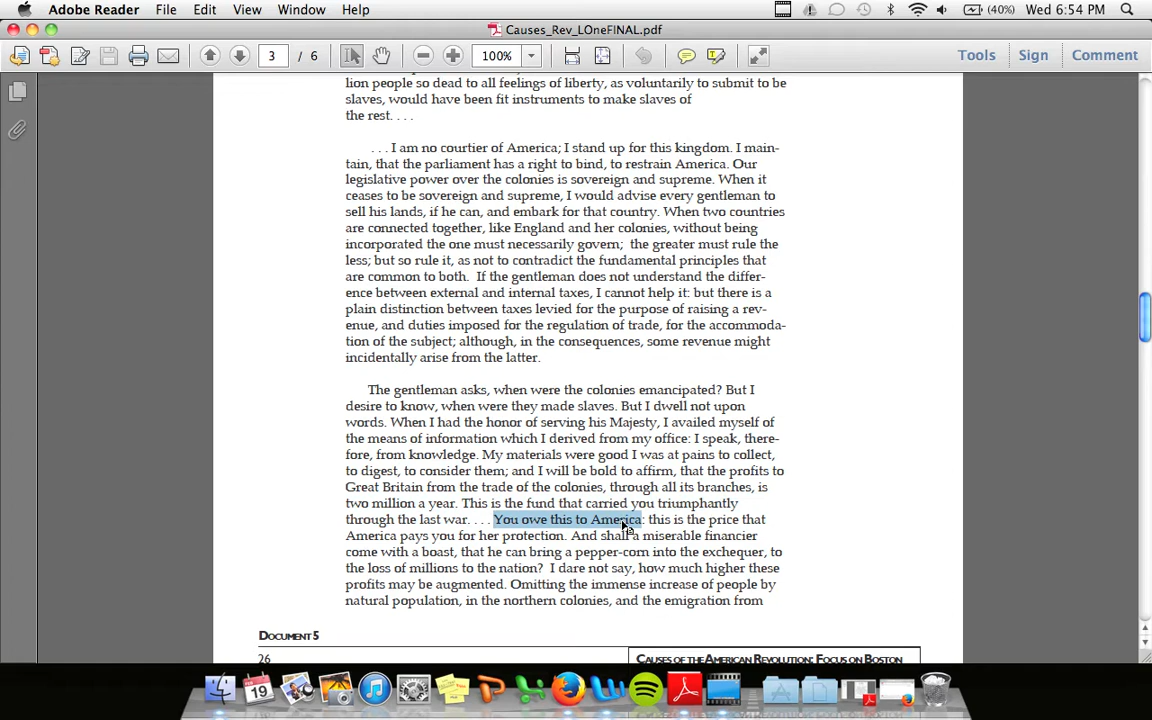 Adobe Reader File Edit View Window Help (40%) Wed 6:54 PM
Causes_Rev_LOneFINAL.pdf
3 / 6 100% Tools Sign Comment
lion people so dead to all feelings of liberty, as voluntarily to submit to be
slaves, would have been fit instruments to make slaves of
the rest. . . .
. . . I am no courtier of America; I stand up for this kingdom. I main-
tain, that the parliament has a right to bind, to restrain America. Our
legislative power over the colonies is sovereign and supreme. When it
ceases to be sovereign and supreme, I would advise every gentleman to
sell his lands, if he can, and embark for that country. When two countries
are connected together, like England and her colonies, without being
incorporated the one must necessarily govern; the greater must rule the
less; but so rule it, as not to contradict the fundamental principles that
are common to both. If the gentleman does not understand the differ-
ence between external and internal taxes, I cannot help it: but there is a
plain distinction between taxes levied for the purpose of raising a rev-
enue, and duties imposed for the regulation of trade, for the accommoda-
tion of the subject; although, in the consequences, some revenue might
incidentally arise from the latter.
The gentleman asks, when were the colonies emancipated? But I
desire to know, when were they made slaves. But I dwell not upon
words. When I had the honor of serving his Majesty, I availed myself of
the means of information which I derived from my office: I speak, there-
fore, from knowledge. My materials were good I was at pains to collect,
to digest, to consider them; and I will be bold to affirm, that the profits to
Great Britain from the trade of the colonies, through all its branches, is
two million a year. This is the fund that carried you triumphantly
through the last war. . . . You owe this to America: this is the price that
America pays you for her protection. And shall a miserable financier
come with a boast, that he can bring a pepper-corn into the exchequer, to
the loss of millions to the nation? I dare not say, how much higher these
profits may be augmented. Omitting the immense increase of people by
natural population, in the northern colonies, and the emigration from
DOCUMENT 5
26 CAUSES OF THE AMERICAN REVOLUTION: FOCUS ON BOSTON
FEB
19